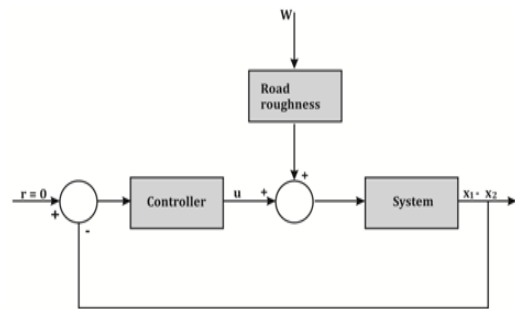 W
Road
roughness
+
r = 0
+
-
Controller
u
+
System
x₁- x₂